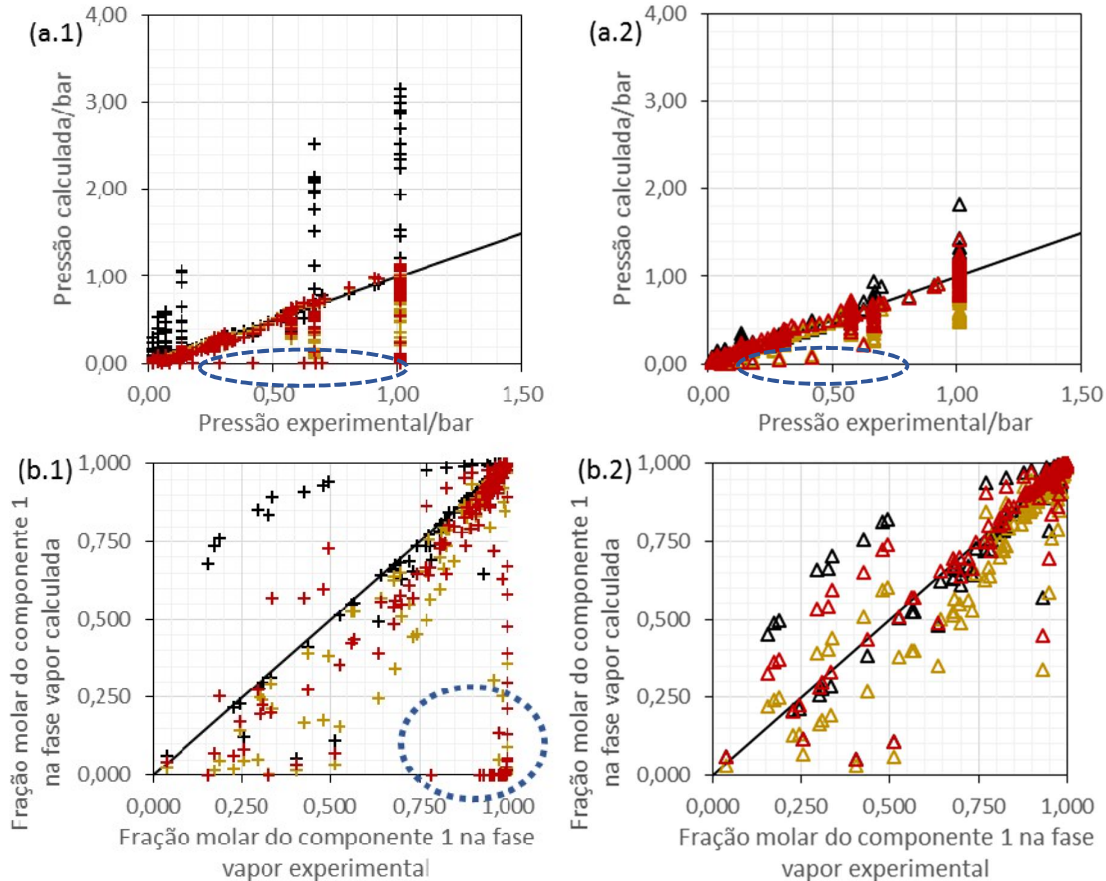 (a.1)
Pressão calculada/bar
4,00
3,00
2,00
1,00
0,00
0,00
0,50
1,00
1,50
Pressão experimental/bar
(a.2)
Pressão calculada/bar
4,00
3,00
2,00
1,00
0,00
0,00
0,50
1,00
1,50
Pressão experimental/bar
(b.1)
Fração molar do componente 1
na fase vapor calculada
1,000
0,750
0,500
0,250
0,000
0,000
0,250
0,500
0,750
1,000
Fração molar do componente 1 na fase
vapor experimental
(b.2)
Fração molar do componente 1
na fase vapor calculada
1,000
0,750
0,500
0,250
0,000
0,000
0,250
0,500
0,750
1,000
Fração molar do componente 1 na fase
vapor experimental